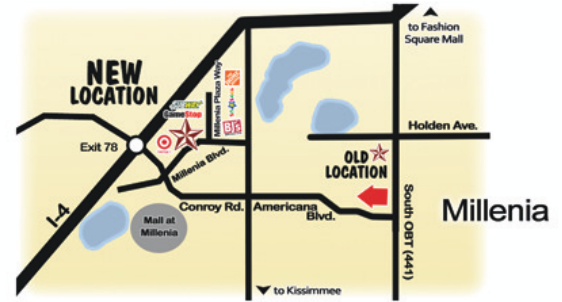 to Fashion
Square Mall
NEW
LOCATION
SUBWAY
GameStop
Millenia Plaza Way
BJ's
Holden Ave.
Exit 78
Millenia Blvd.
OLD
LOCATION
I-4
Mall at
Millenia
Conroy Rd.
Americana
Blvd.
South OBT (441)
Millenia
to Kissimmee